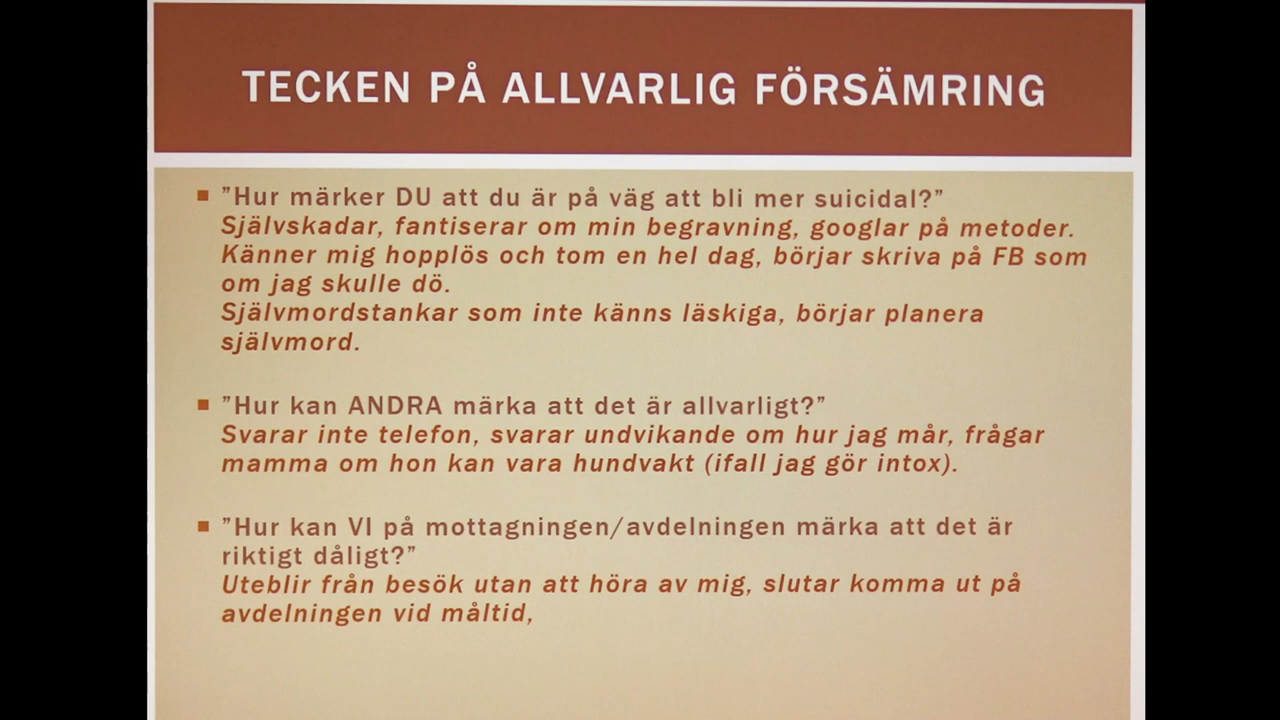 TECKEN PÅ ALLVARLIG FÖRSÄMRING
■ ”Hur märker DU att du är på väg att bli mer suicidal?”
Självskadar, fantiserar om min begravning, googlar på metoder.
Känner mig hopplös och tom en hel dag, börjar skriva på FB som
om jag skulle dö.
Självmordstankar som inte känns läskiga, börjar planera
självmord.
■ ”Hur kan ANDRA märka att det är allvarligt?”
Svarar inte telefon, svarar undvikande om hur jag mår, frågar
mamma om hon kan vara hundvakt (ifall jag gör intox).
■ ”Hur kan VI på mottagningen/avdelningen märka att det är
riktigt dåligt?”
Uteblir från besök utan att höra av mig, slutar komma ut på
avdelningen vid måltid,